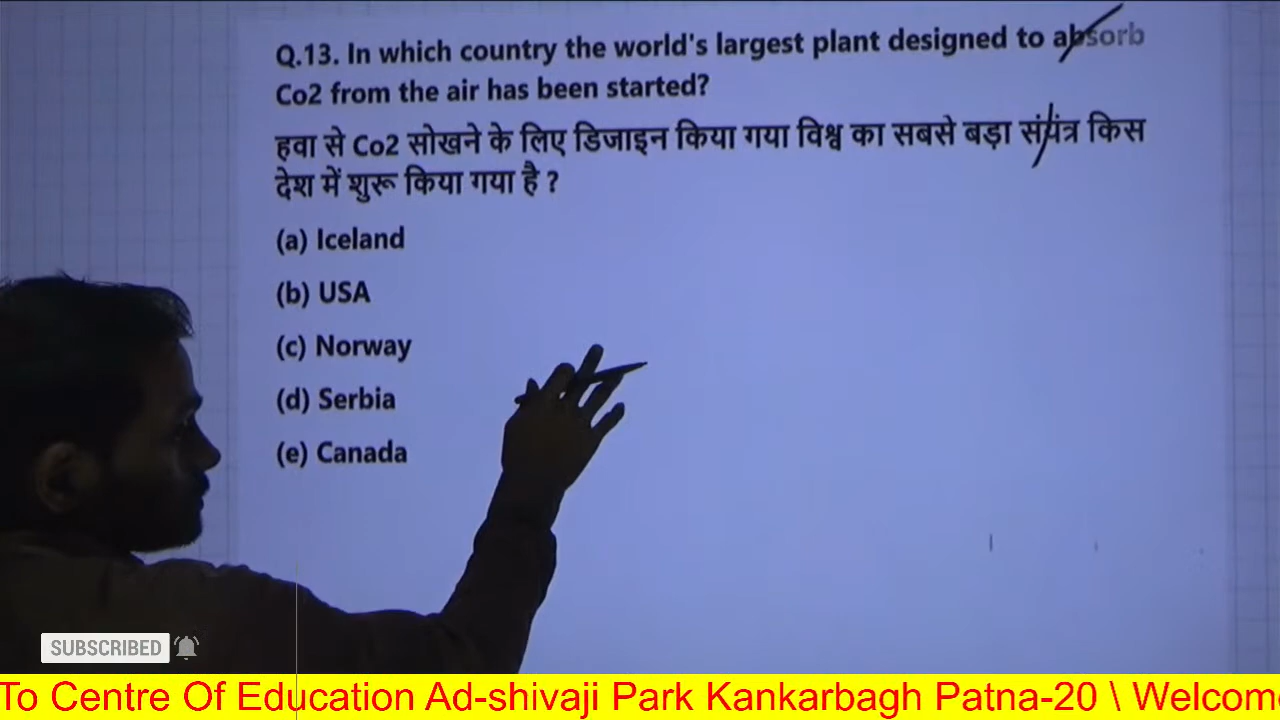 Q.13. In which country the world's largest plant designed to absorb
Co2 from the air has been started?
हवा से Co2 सोखने के लिए डिजाइन किया गया विश्व का सबसे बड़ा संयंत्र किस
देश में शुरू किया गया है ?
(a) Iceland
(b) USA
(c) Norway
(d) Serbia
(e) Canada
SUBSCRIBED
To Centre Of Education Ad-shivaji Park Kankarbagh Patna-20 \ Welcom